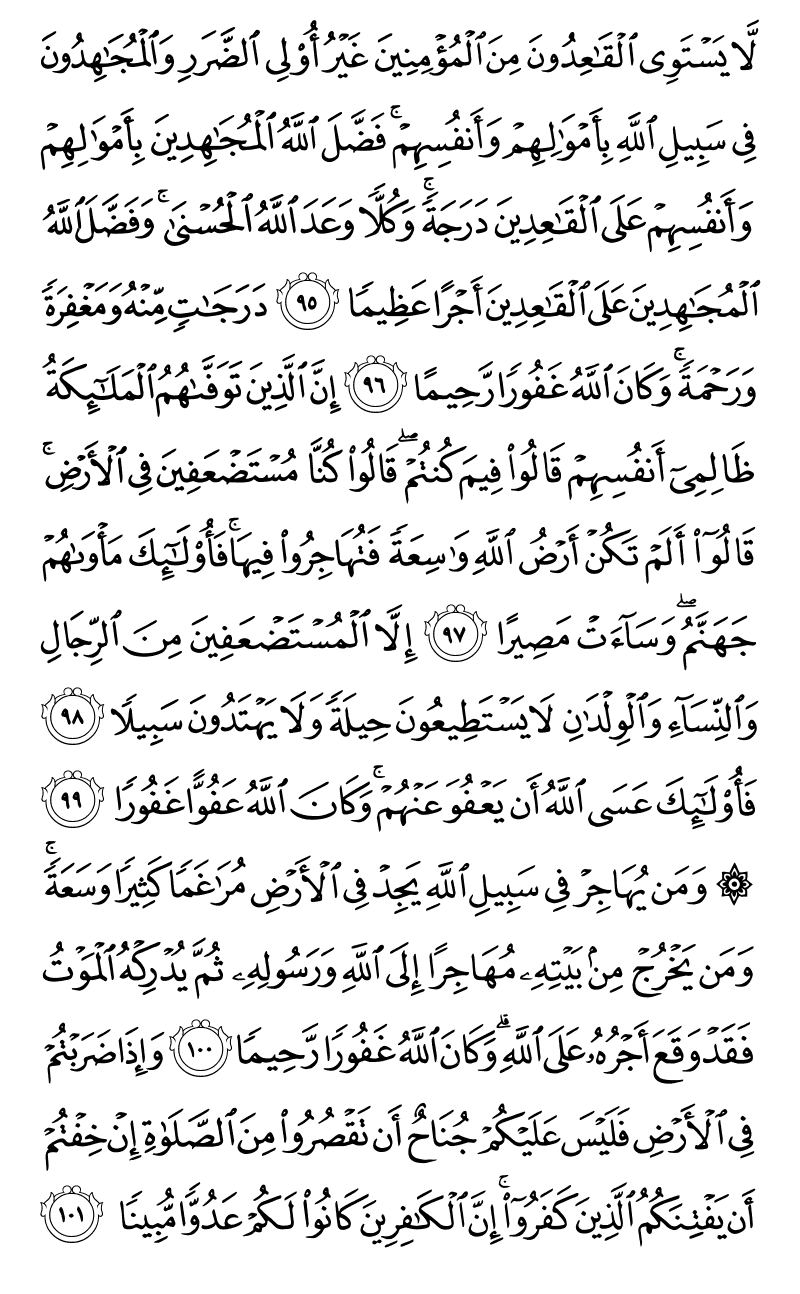 لَّا يَسْتَوِى ٱلْقَـٰعِدُونَ مِنَ ٱلْمُؤْمِنِينَ غَيْرُ أُو۟لِى ٱلضَّرَرِ وَٱلْمُجَـٰهِدُونَ
فِى سَبِيلِ ٱللَّهِ بِأَمْوَٰلِهِمْ وَأَنفُسِهِمْ ۚ فَضَّلَ ٱللَّهُ ٱلْمُجَـٰهِدِينَ بِأَمْوَٰلِهِمْ
وَأَنفُسِهِمْ عَلَى ٱلْقَـٰعِدِينَ دَرَجَةً ۚ وَكُلًّا وَعَدَ ٱللَّهُ ٱلْحُسْنَىٰ ۚ وَفَضَّلَ ٱللَّهُ
ٱلْمُجَـٰهِدِينَ عَلَى ٱلْقَـٰعِدِينَ أَجْرًا عَظِيمًا ٩٥ دَرَجَـٰتٍ مِّنْهُ وَمَغْفِرَةً
وَرَحْمَةً ۚ وَكَانَ ٱللَّهُ غَفُورًا رَّحِيمًا ٩٦ إِنَّ ٱلَّذِينَ تَوَفَّىٰهُمُ ٱلْمَلَـٰٓئِكَةُ
ظَالِمِىٓ أَنفُسِهِمْ قَالُوا۟ فِيمَ كُنتُمْ ۖ قَالُوا۟ كُنَّا مُسْتَضْعَفِينَ فِى ٱلْأَرْضِ ۚ
قَالُوٓا۟ أَلَمْ تَكُنْ أَرْضُ ٱللَّهِ وَٰسِعَةً فَتُهَاجِرُوا۟ فِيهَا ۚ فَأُو۟لَـٰٓئِكَ مَأْوَىٰهُمْ
جَهَنَّمُ ۖ وَسَآءَتْ مَصِيرًا ٩٧ إِلَّا ٱلْمُسْتَضْعَفِينَ مِنَ ٱلرِّجَالِ
وَٱلنِّسَآءِ وَٱلْوِلْدَٰنِ لَا يَسْتَطِيعُونَ حِيلَةً وَلَا يَهْتَدُونَ سَبِيلًا ٩٨
فَأُو۟لَـٰٓئِكَ عَسَى ٱللَّهُ أَن يَعْفُوَ عَنْهُمْ ۚ وَكَانَ ٱللَّهُ عَفُوًّا غَفُورًا ٩٩
۞ وَمَن يُهَاجِرْ فِى سَبِيلِ ٱللَّهِ يَجِدْ فِى ٱلْأَرْضِ مُرَٰغَمًا كَثِيرًا وَسَعَةً ۚ
وَمَن يَخْرُجْ مِنۢ بَيْتِهِۦ مُهَاجِرًا إِلَى ٱللَّهِ وَرَسُولِهِۦ ثُمَّ يُدْرِكْهُ ٱلْمَوْتُ
فَقَدْ وَقَعَ أَجْرُهُۥ عَلَى ٱللَّهِ ۗ وَكَانَ ٱللَّهُ غَفُورًا رَّحِيمًا ١٠٠ وَإِذَا ضَرَبْتُمْ
فِى ٱلْأَرْضِ فَلَيْسَ عَلَيْكُمْ جُنَاحٌ أَن تَقْصُرُوا۟ مِنَ ٱلصَّلَوٰةِ إِنْ خِفْتُمْ
أَن يَفْتِنَكُمُ ٱلَّذِينَ كَفَرُوٓا۟ ۚ إِنَّ ٱلْكَـٰفِرِينَ كَانُوا۟ لَكُمْ عَدُوًّا مُّبِينًا ١٠١